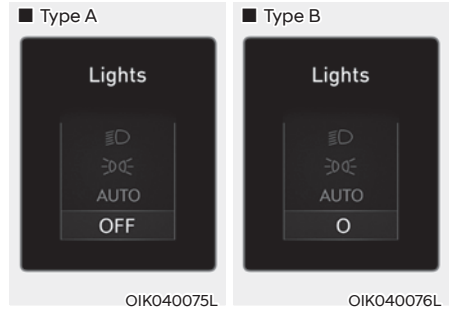 ■ Type A
Lights
AUTO
OFF
OIK040075L
■ Type B
Lights
AUTO
O
OIK040076L